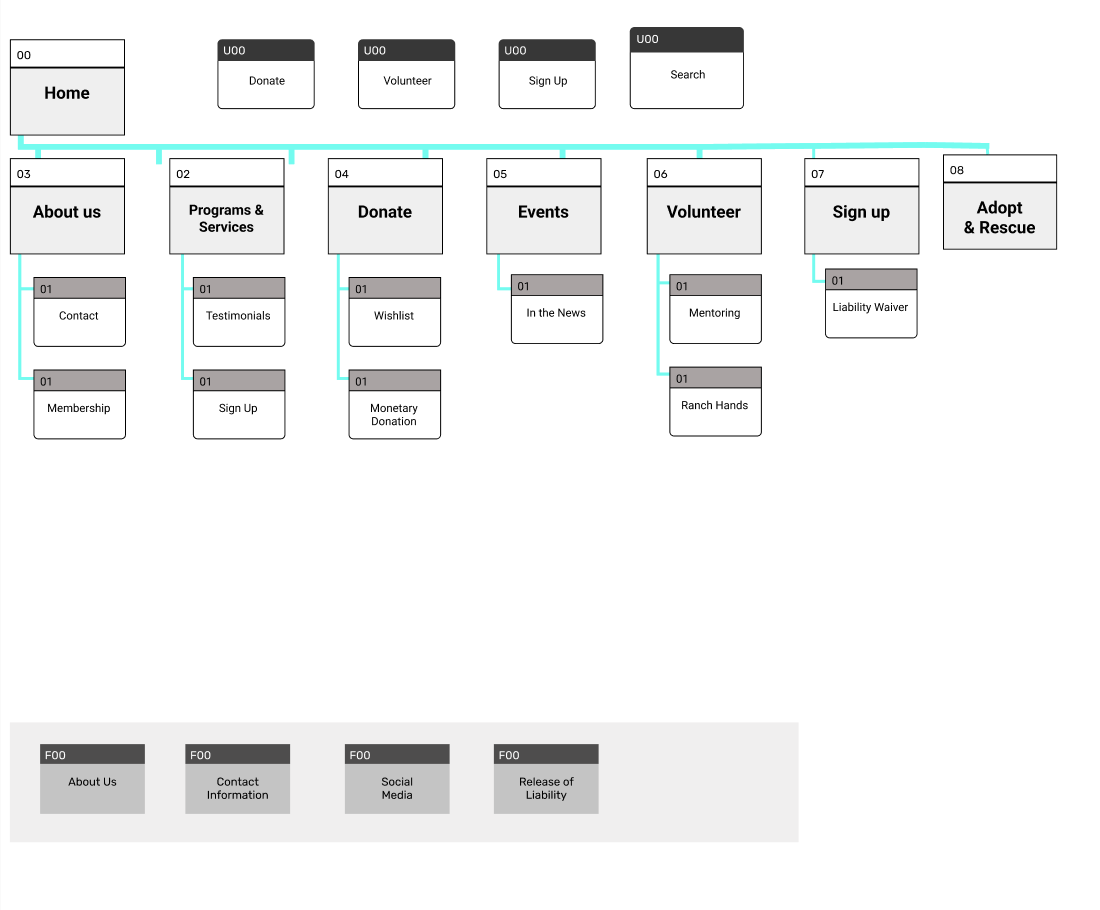 00
Home
U00
Donate
U00
Volunteer
U00
Sign Up
U00
Search
03
About us
02
Programs &
Services
04
Donate
05
Events
06
Volunteer
07
Sign up
08
Adopt
& Rescue
01
Contact
01
Testimonials
01
Wishlist
01
In the News
01
Mentoring
01
Liability Waiver
01
Membership
01
Sign Up
01
Monetary
Donation
01
Ranch Hands
F00
About Us
F00
Contact
Information
F00
Social
Media
F00
Release of
Liability